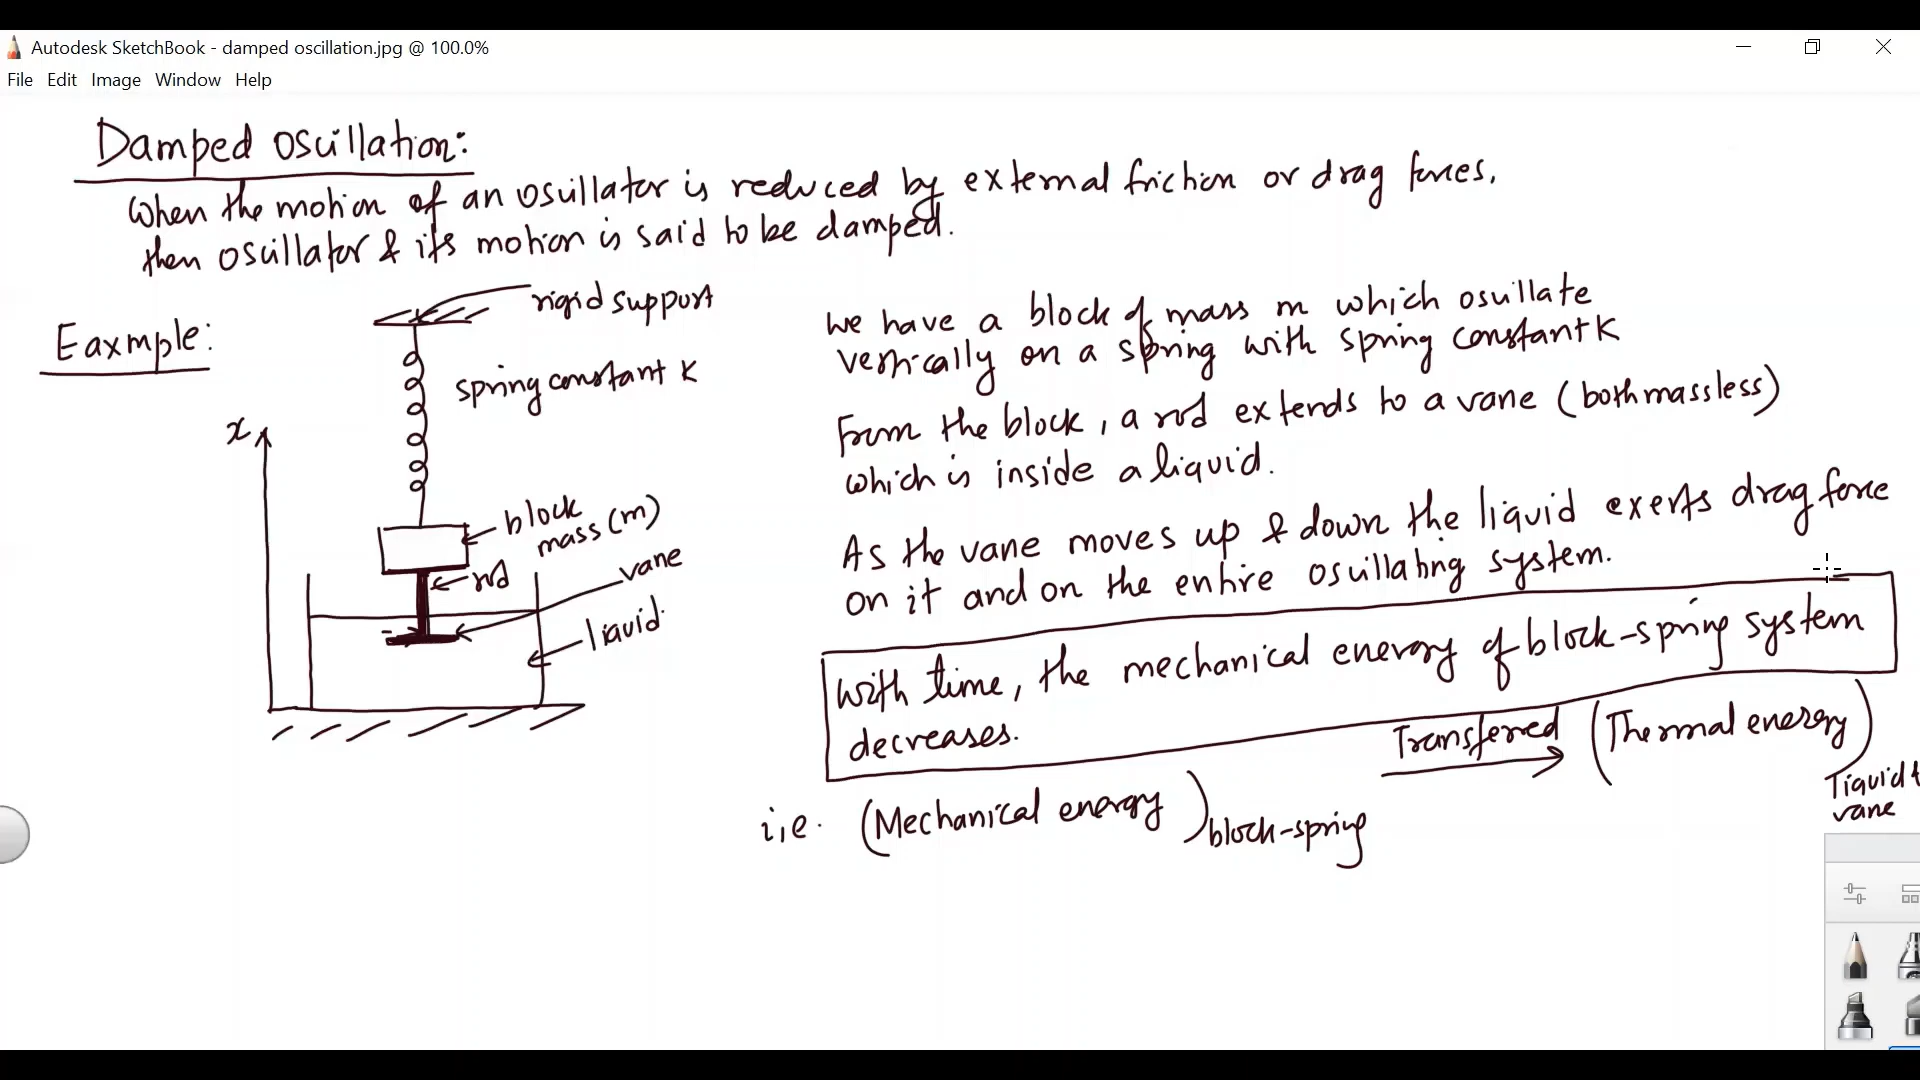 Autodesk SketchBook - damped oscillation.jpg @ 100.0%
File Edit Image Window Help
Damped oscillation:
When the motion of an oscillator is reduced by external friction or drag forces,
then oscillator & its motion is said to be damped.
Eaxmple:
rigid support
spring constant K
x
block
mass (m)
rod
vane
liquid
We have a block of mass m which oscillate
vertically on a spring with spring constant K
From the block, a rod extends to a vane (both massless)
which is inside a liquid.
As the vane moves up & down the liquid exerts drag force
on it and on the entire oscillating system.
With time, the mechanical energy of block-spring system
decreases.
i,e. (Mechanical energy) block-spring
Transferred
(Thermal energy)
liquid &
vane